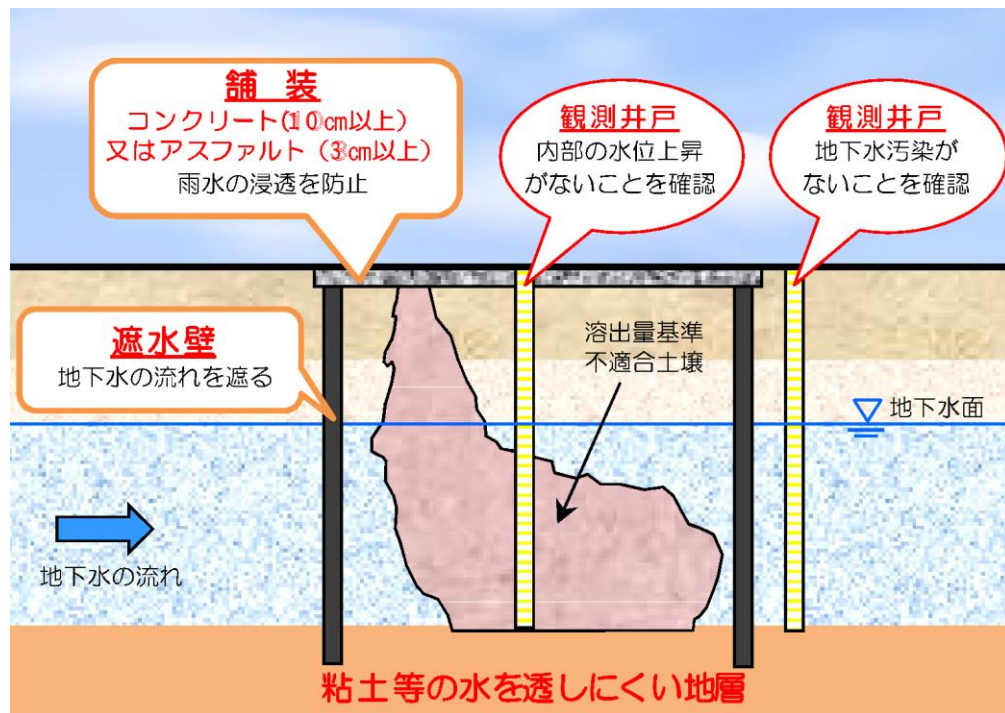 舗装
コンクリート(10cm以上)
又はアスファルト(3cm以上)
雨水の浸透を防止
観測井戸
内部の水位上昇
がないことを確認
観測井戸
地下水汚染が
ないことを確認
遮水壁
地下水の流れを遮る
溶出量基準
不適合土壌
地下水面
地下水の流れ
粘土等の水を透しにくい地層